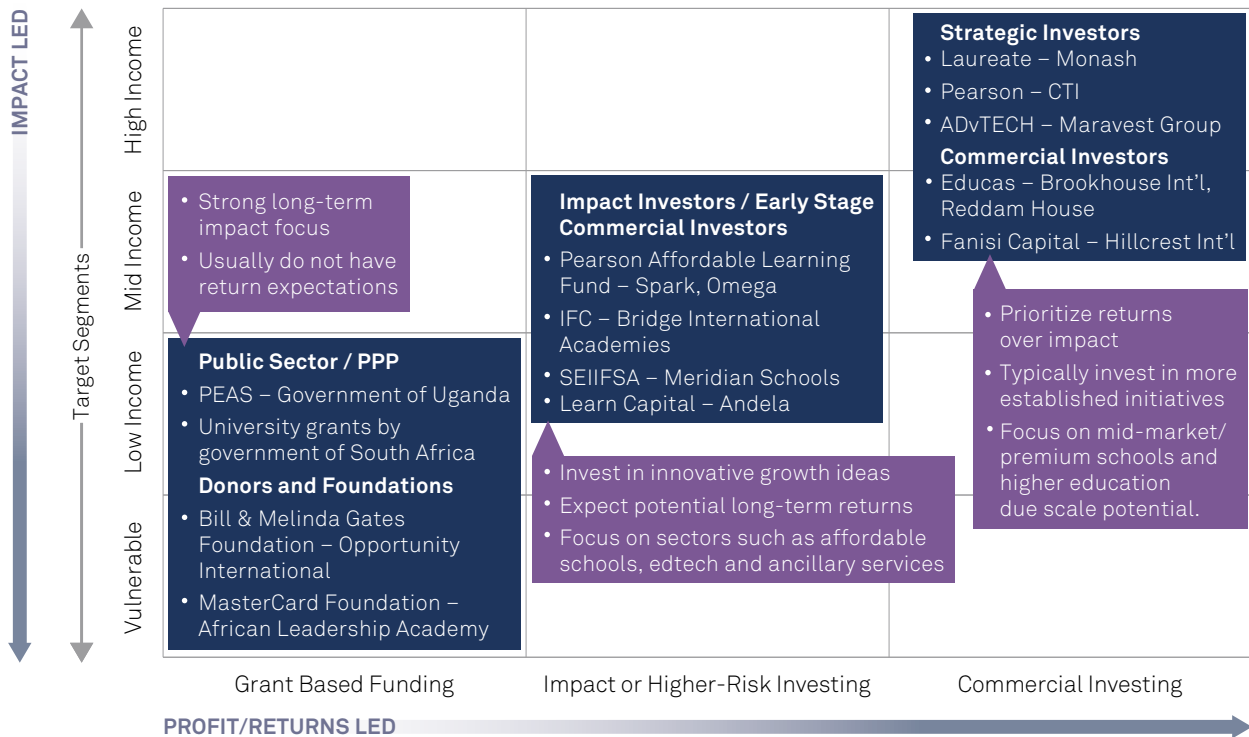 IMPACT LED
Target Segments
High Income
Mid Income
Low Income
Vulnerable
• Strong long-term
impact focus
• Usually do not have
return expectations
Public Sector / PPP
• PEAS – Government of Uganda
• University grants by
government of South Africa
Donors and Foundations
• Bill & Melinda Gates
Foundation – Opportunity
International
• MasterCard Foundation –
African Leadership Academy
Impact Investors / Early Stage
Commercial Investors
• Pearson Affordable Learning
Fund – Spark, Omega
• IFC – Bridge International
Academies
• SEIIFSA – Meridian Schools
• Learn Capital – Andela
• Invest in innovative growth ideas
• Expect potential long-term returns
• Focus on sectors such as affordable
schools, edtech and ancillary services
Strategic Investors
• Laureate – Monash
• Pearson – CTI
• ADvTECH – Maravest Group
Commercial Investors
• Educas – Brookhouse Int’l,
Reddam House
• Fanisi Capital – Hillcrest Int’l
• Prioritize returns
over impact
• Typically invest in more
established initiatives
• Focus on mid-market/
premium schools and
higher education
due scale potential.
Grant Based Funding
Impact or Higher-Risk Investing
Commercial Investing
PROFIT/RETURNS LED